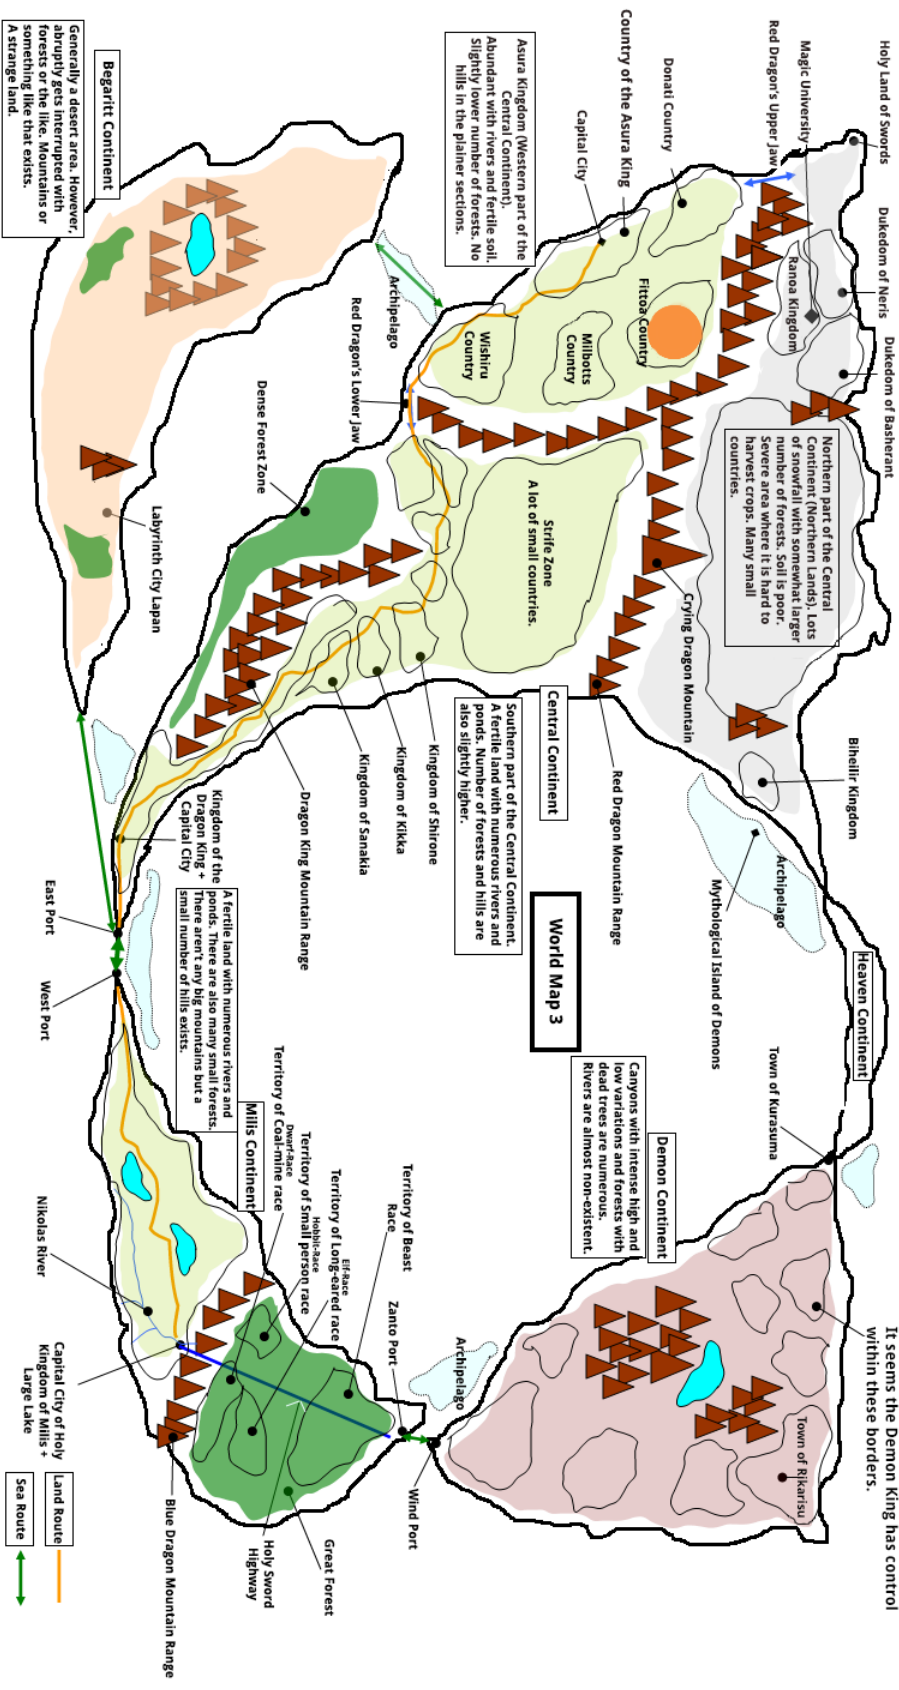 Holy Land of Swords
Dukedom of Neris
Dukedom of Basherant
It seems the Demon King has control
within these borders.
Heaven Continent
Biheilir Kingdom
Magic University
Ranoa Kingdom
Northern part of the Central
Continent (Northern Lands). Lots
of snowfall with somewhat larger
number of forests. Soil is poor.
Severe area where it is hard to
harvest crops. Many small
countries.
Archipelago
Town of Kurasuma
Town of Rikarisu
Red Dragon's Upper Jaw
Crying Dragon Mountain
Mythological Island of Demons
Donati Country
Fittoa Country
Demon Continent
Canyons with intense high and
low variations and forests with
dead trees are numerous.
Rivers are almost non-existent.
Country of the Asura King
Red Dragon Mountain Range
Capital City
Milbotts
Country
Strife Zone
A lot of small countries.
Central Continent
World Map 3
Asura Kingdom (Western part of the
Central Continent).
Abundant with rivers and fertile soil.
Slightly lower number of forests. No
hills in the plainer sections.
Wishiru
Country
Southern part of the Central Continent.
A fertile land with numerous rivers and
ponds. Number of forests and hills are
also slightly higher.
Kingdom of Shirone
Kingdom of Kikka
Kingdom of Sanakia
Archipelago
Archipelago
Red Dragon's Lower Jaw
Dense Forest Zone
Dragon King Mountain Range
Territory of Beast
Race
Zanto Port
Wind Port
Elf-Race
Territory of Long-eared race
Hobbit-Race
Territory of Small person race
Dwarf-Race
Territory of Coal-mine race
Great Forest
Holy Sword
Highway
Milis Continent
A fertile land with numerous rivers and
ponds. There are also many small forests.
There aren't any big mountains but a
small number of hills exists.
Kingdom of the
Dragon King +
Capital City
Labyrinth City Lapan
Blue Dragon Mountain Range
Begaritt Continent
Generally a desert area. However,
abruptly gets interrupted with
forests or the like. Mountains or
something like that exists.
A strange land.
East Port
West Port
Nikolas River
Capital City of Holy
Kingdom of Milis +
Large Lake
Land Route
Sea Route